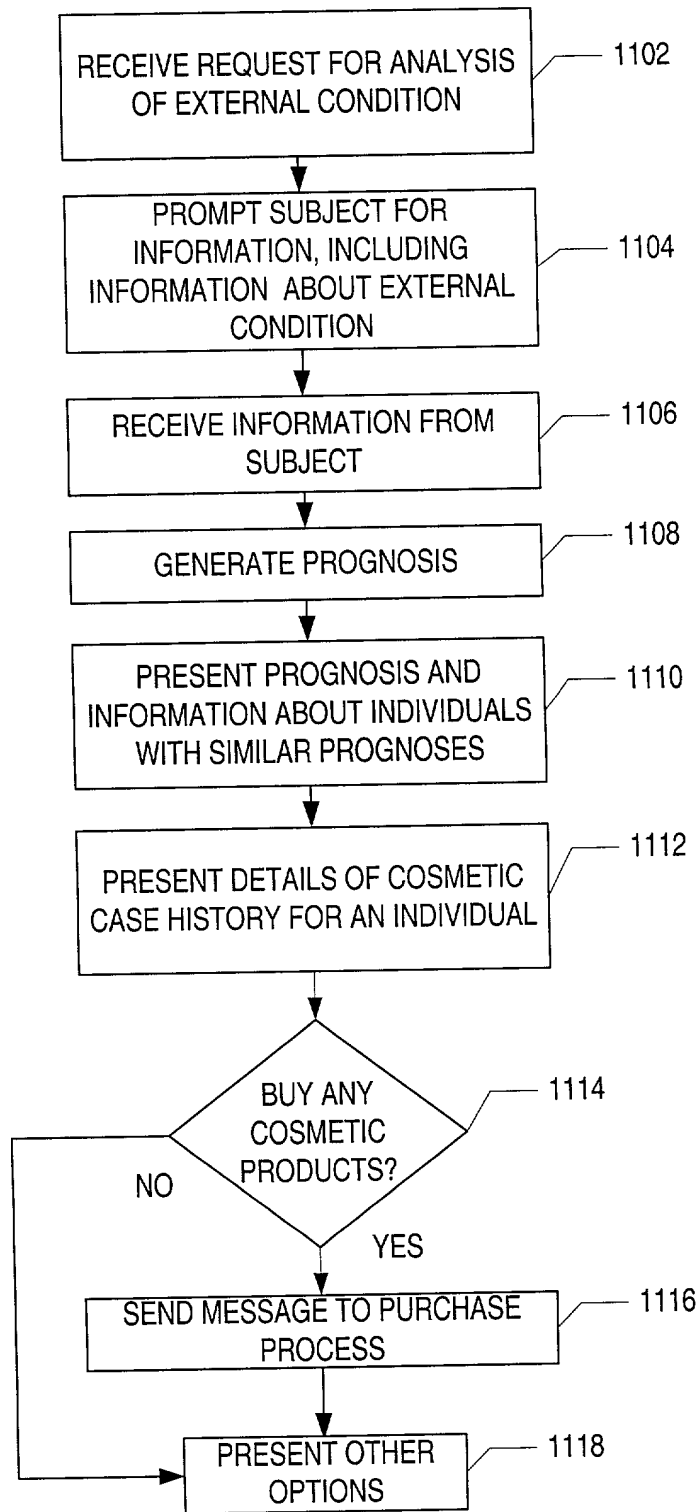 RECEIVE REQUEST FOR ANALYSIS
OF EXTERNAL CONDITION
1102
PROMPT SUBJECT FOR
INFORMATION, INCLUDING
INFORMATION ABOUT EXTERNAL
CONDITION
1104
RECEIVE INFORMATION FROM
SUBJECT
1106
GENERATE PROGNOSIS
1108
PRESENT PROGNOSIS AND
INFORMATION ABOUT INDIVIDUALS
WITH SIMILAR PROGNOSES
1110
PRESENT DETAILS OF COSMETIC
CASE HISTORY FOR AN INDIVIDUAL
1112
BUY ANY
COSMETIC
PRODUCTS?
1114
NO
YES
SEND MESSAGE TO PURCHASE
PROCESS
1116
PRESENT OTHER
OPTIONS
1118